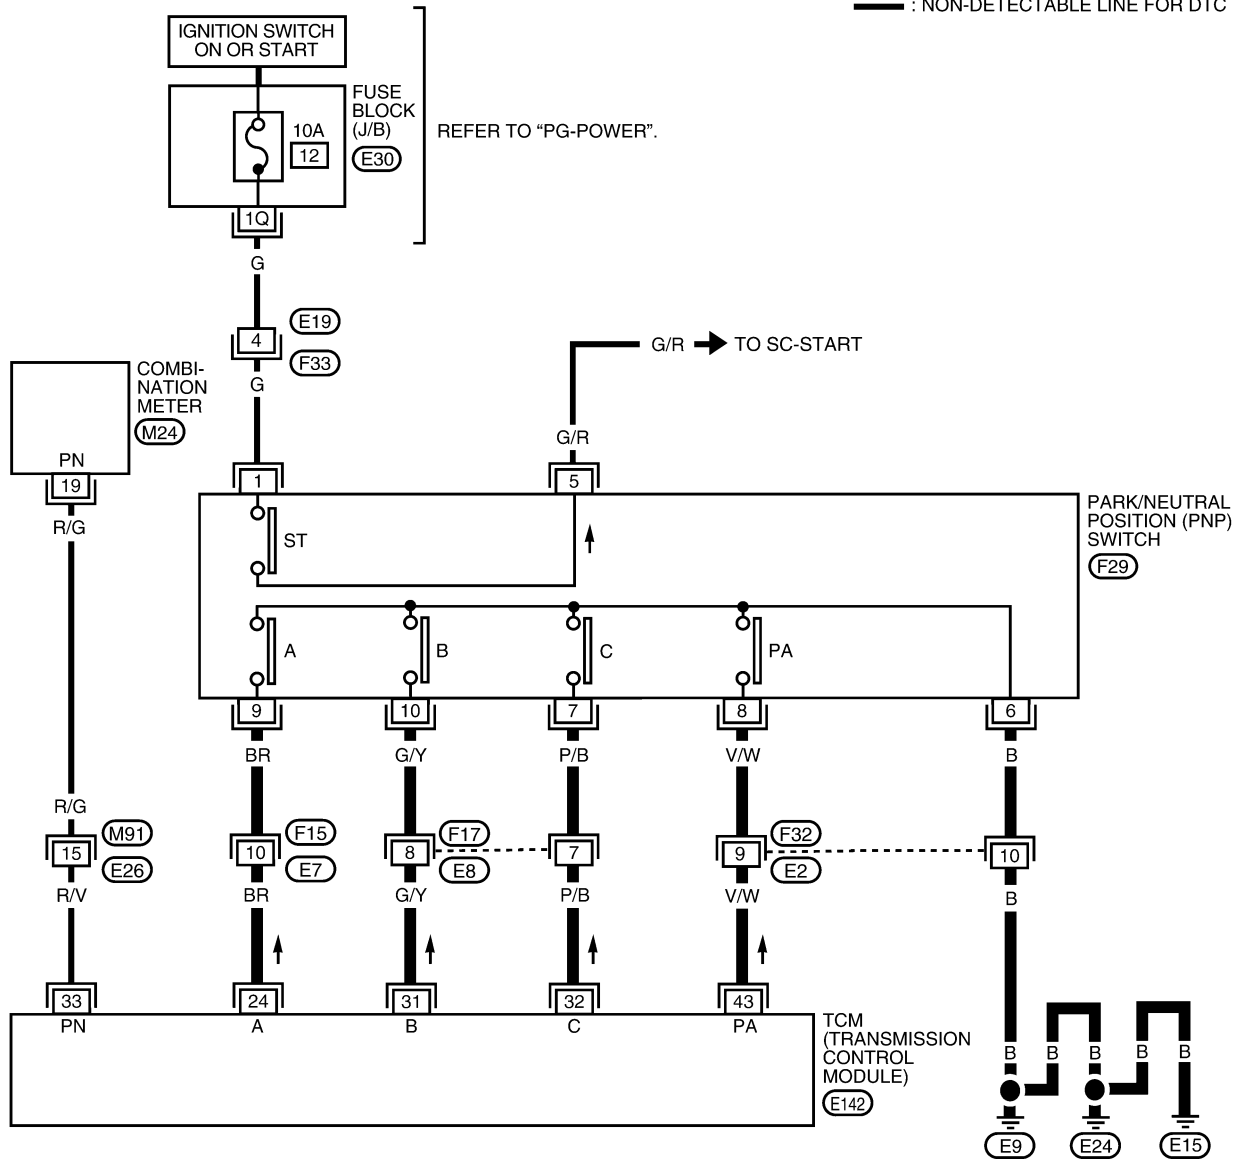 : NON-DETECTABLE LINE FOR DTC
IGNITION SWITCH
ON OR START
FUSE
BLOCK
(J/B)
E30
10A
12
REFER TO “PG-POWER”.
1Q
G
4
E19
F33
G
G/R
TO SC-START
G/R
COMBI-
NATION
METER
M24
PN
19
R/G
1
5
PARK/NEUTRAL
POSITION (PNP)
SWITCH
F29
ST
A
B
C
PA
9
10
7
8
6
BR
G/Y
P/B
V/W
B
R/G
15
M91
E26
10
F15
E7
8
F17
E8
7
9
F32
E2
10
R/V
BR
G/Y
P/B
V/W
B
33
24
31
32
43
PN
A
B
C
PA
TCM
(TRANSMISSION
CONTROL
MODULE)
E142
B
B
B
B
B
E9
E24
E15